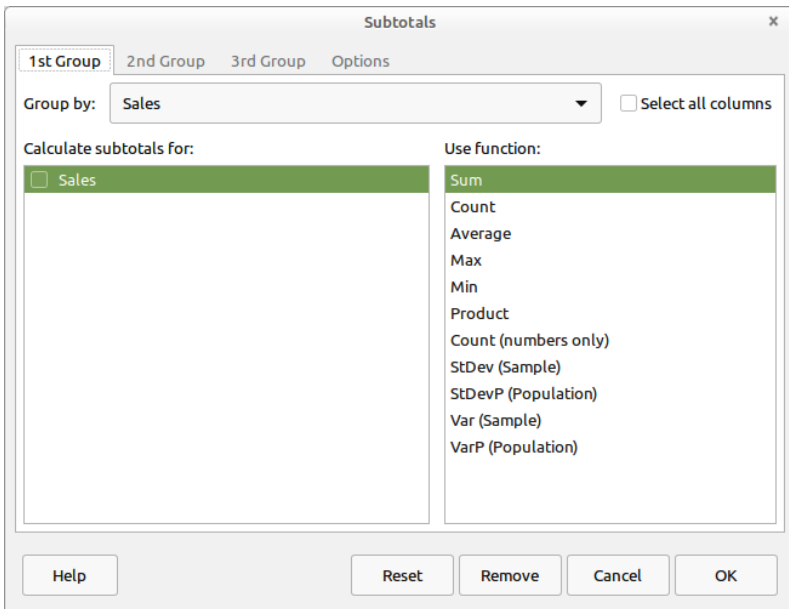 Subtotals
1st Group 2nd Group 3rd Group Options
Group by: Sales Select all columns
Calculate subtotals for:
Sales
Use function:
Sum
Count
Average
Max
Min
Product
Count (numbers only)
StDev (Sample)
StDevP (Population)
Var (Sample)
VarP (Population)
Help Reset Remove Cancel OK